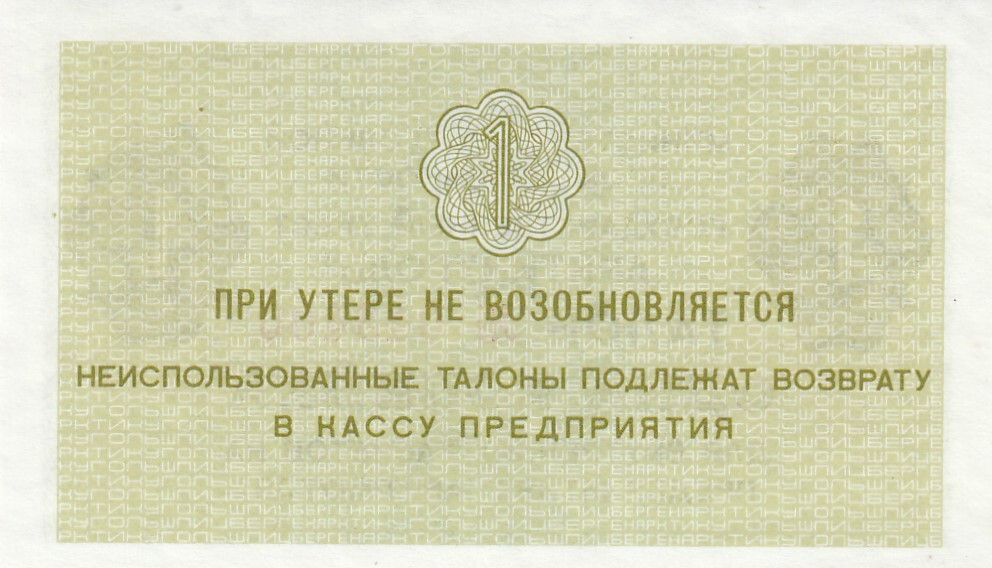 1
ПРИ УТЕРЕ НЕ ВОЗОБНОВЛЯЕТСЯ
НЕИСПОЛЬЗОВАННЫЕ ТАЛОНЫ ПОДЛЕЖАТ ВОЗВРАТУ
В КАССУ ПРЕДПРИЯТИЯ